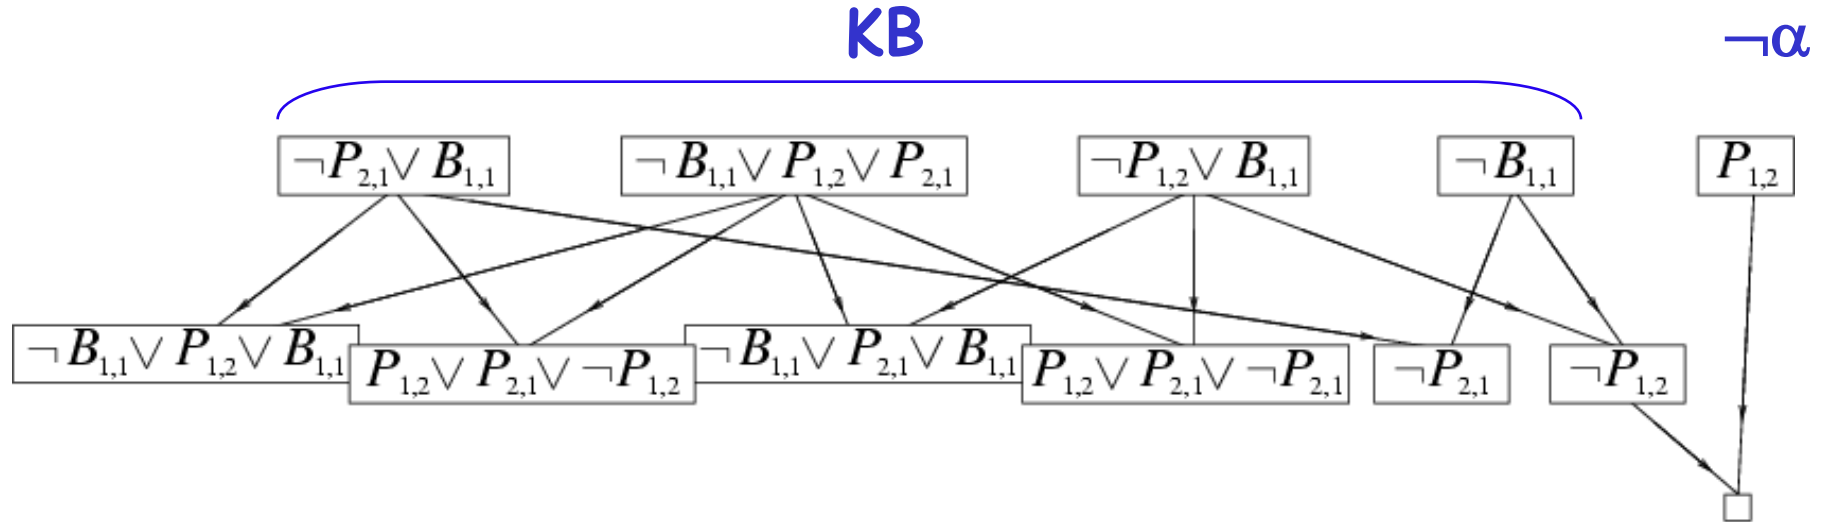 KB ¬α
¬P₂,₁∨ B₁,₁ ¬B₁,₁∨ P₁,₂∨ P₂,₁ ¬P₁,₂∨ B₁,₁ ¬B₁,₁ P₁,₂
¬B₁,₁∨ P₁,₂∨ B₁,₁ P₁,₂∨ P₂,₁∨ ¬P₁,₂ ¬B₁,₁∨ P₂,₁∨ B₁,₁ P₁,₂∨ P₂,₁∨ ¬P₂,₁ ¬P₂,₁ ¬P₁,₂